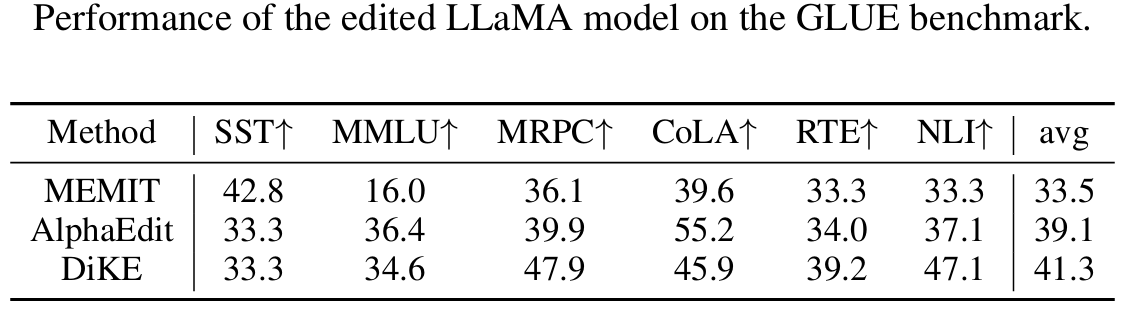 Performance of the edited LLaMA model on the GLUE benchmark.
Method SST↑ MMLU↑ MRPC↑ CoLA↑ RTE↑ NLI↑ avg
MEMIT 42.8 16.0 36.1 39.6 33.3 33.3 33.5
AlphaEdit 33.3 36.4 39.9 55.2 34.0 37.1 39.1
DiKE 33.3 34.6 47.9 45.9 39.2 47.1 41.3